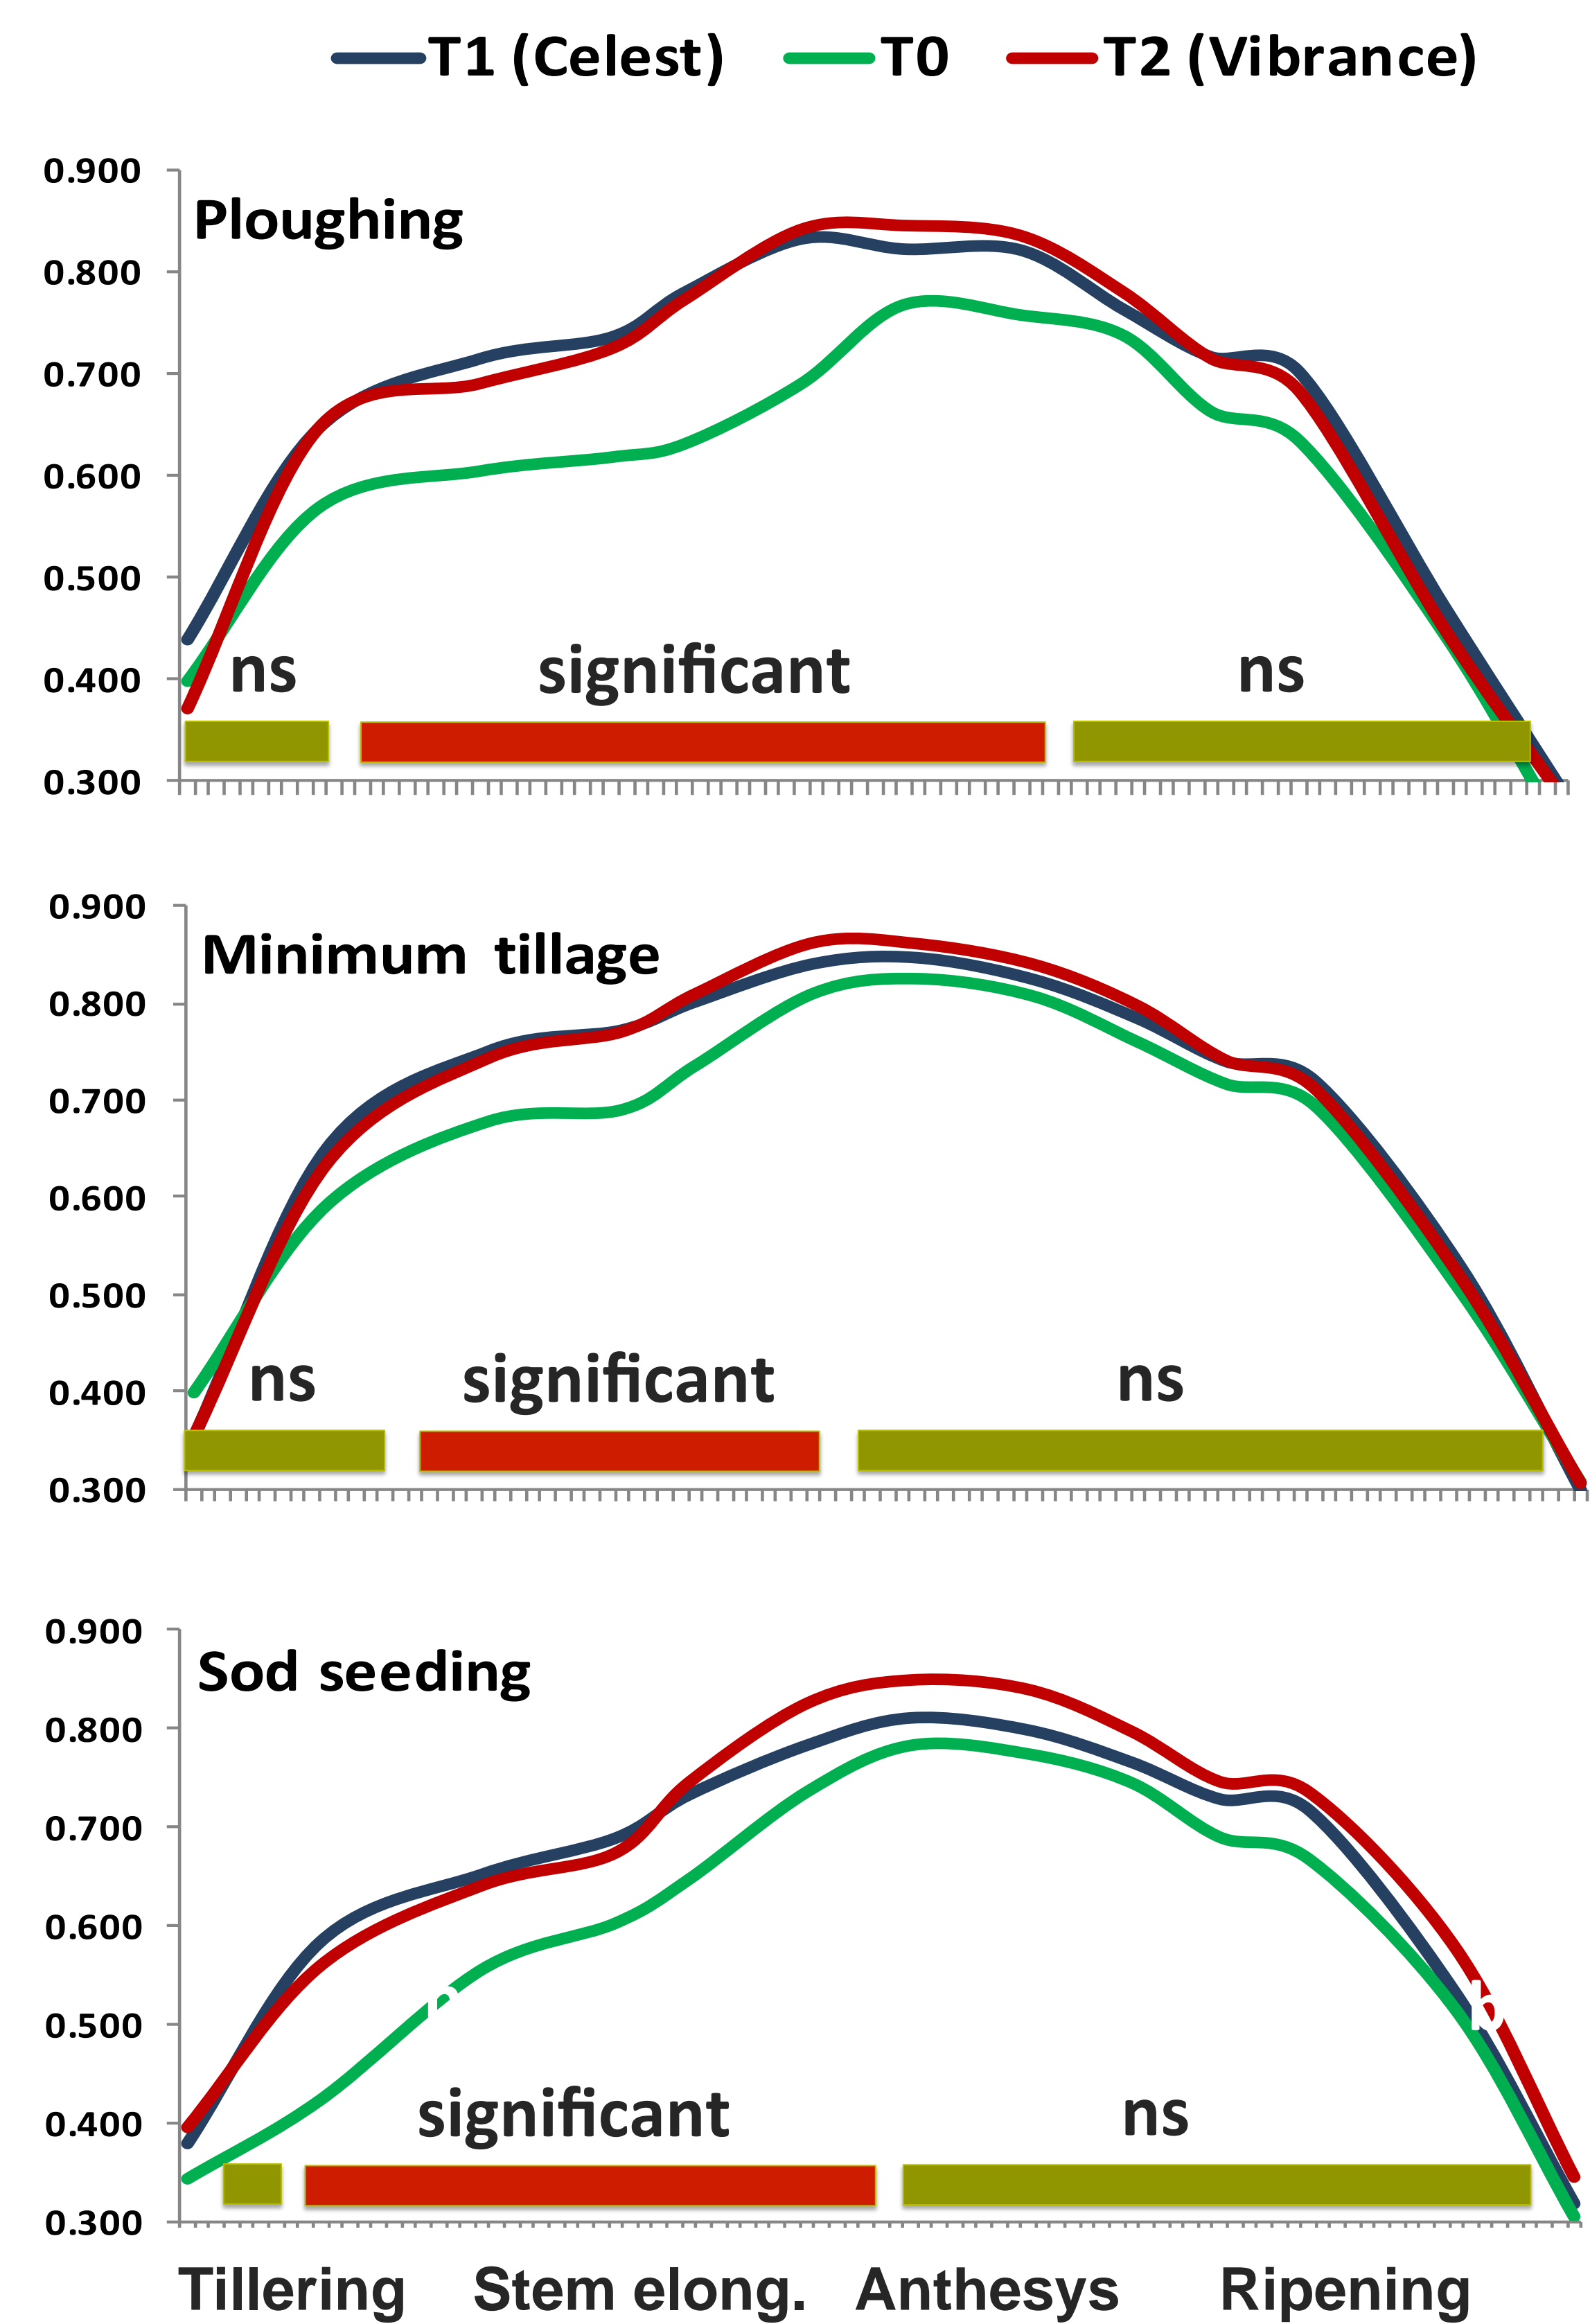 T1 (Celest) T0 T2 (Vibrance)
0.900
Ploughing
0.800
0.700
0.600
0.500
ns significant ns
0.400
0.300
0.900
Minimum tillage
0.800
0.700
0.600
0.500
ns significant ns
0.400
0.300
0.900
Sod seeding
0.800
0.700
0.600
b
0.500
significant ns
0.400
0.300
Tillering Stem elong. Anthesys Ripening